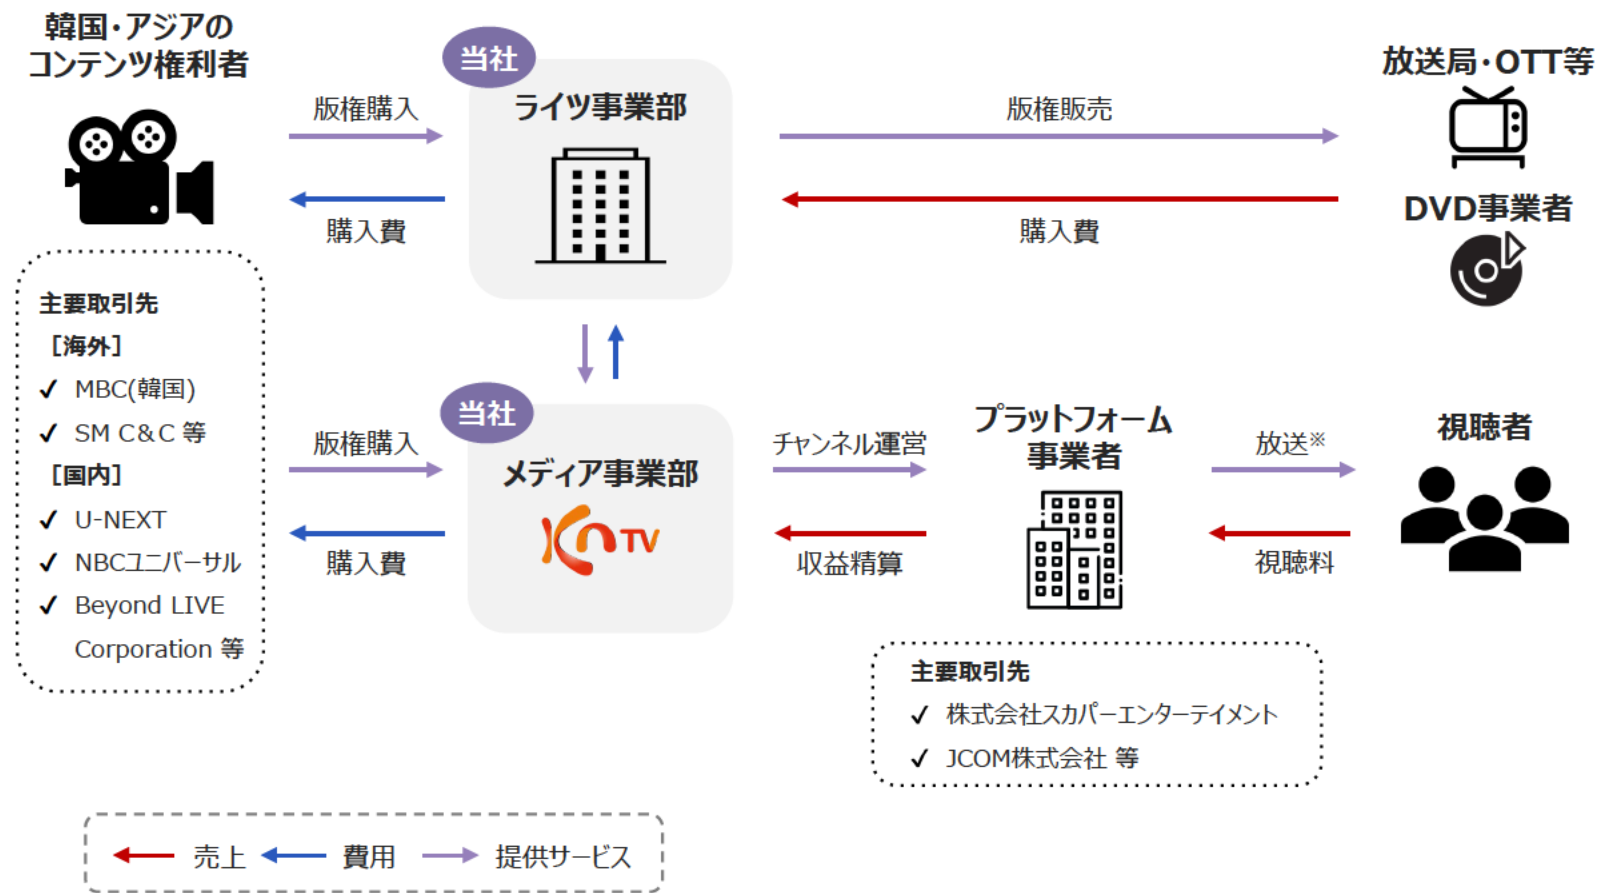 韓国・アジアの
コンテンツ権利者
当社
ライツ事業部
版権購入
購入費
版権販売
購入費
放送局・OTT等
DVD事業者
主要取引先
［海外］
✓ MBC(韓国)
✓ SM C&C 等
［国内］
✓ U-NEXT
✓ NBCユニバーサル
✓ Beyond LIVE
Corporation 等
版権購入
購入費
当社
メディア事業部
KnTV
チャンネル運営
収益精算
プラットフォーム
事業者
放送※
視聴料
視聴者
主要取引先
✓ 株式会社スカパーエンターテイメント
✓ JCOM株式会社 等
売上
費用
提供サービス